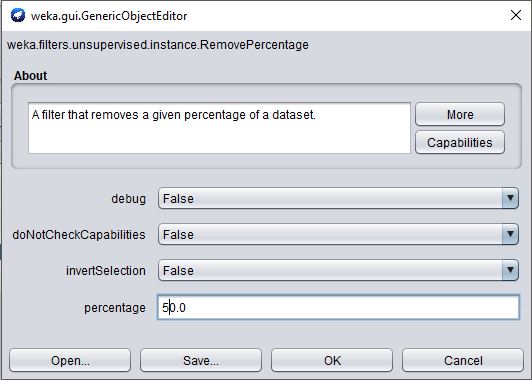 weka.gui.GenericObjectEditor
weka.filters.unsupervised.instance.RemovePercentage
About
A filter that removes a given percentage of a dataset.
More
Capabilities
debug False
doNotCheckCapabilities False
invertSelection False
percentage 50.0
Open... Save... OK Cancel